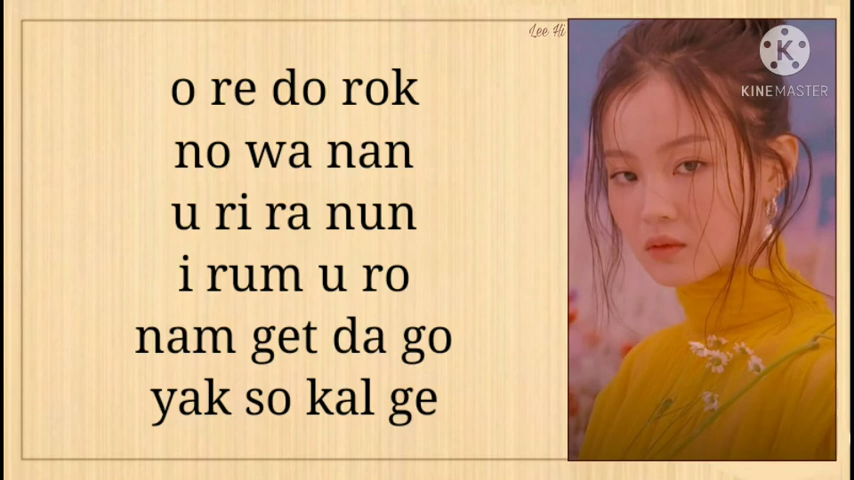 Lee Hi
o re do rok
no wa nan
u ri ra nun
i rum u ro
nam get da go
yak so kal ge
K
KINEMASTER